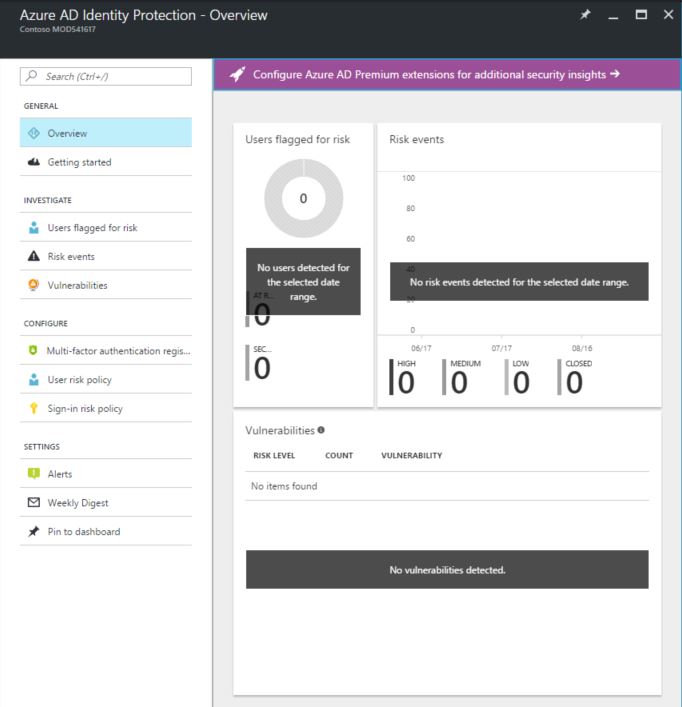 Azure AD Identity Protection - Overview
Contoso MOD541617
Search (Ctrl+/)
GENERAL
Overview
Getting started
INVESTIGATE
Users flagged for risk
Risk events
Vulnerabilities
CONFIGURE
Multi-factor authentication regis...
User risk policy
Sign-in risk policy
SETTINGS
Alerts
Weekly Digest
Pin to dashboard
Configure Azure AD Premium extensions for additional security insights →
Users flagged for risk
0
No users detected for
the selected date
range.
AT R...
0
SEC...
0
Risk events
100
80
60
40
No risk events detected for the selected date range.
20
0
06/17 07/17 08/16
HIGH MEDIUM LOW CLOSED
0 0 0 0
Vulnerabilities
RISK LEVEL COUNT VULNERABILITY
No items found
No vulnerabilities detected.